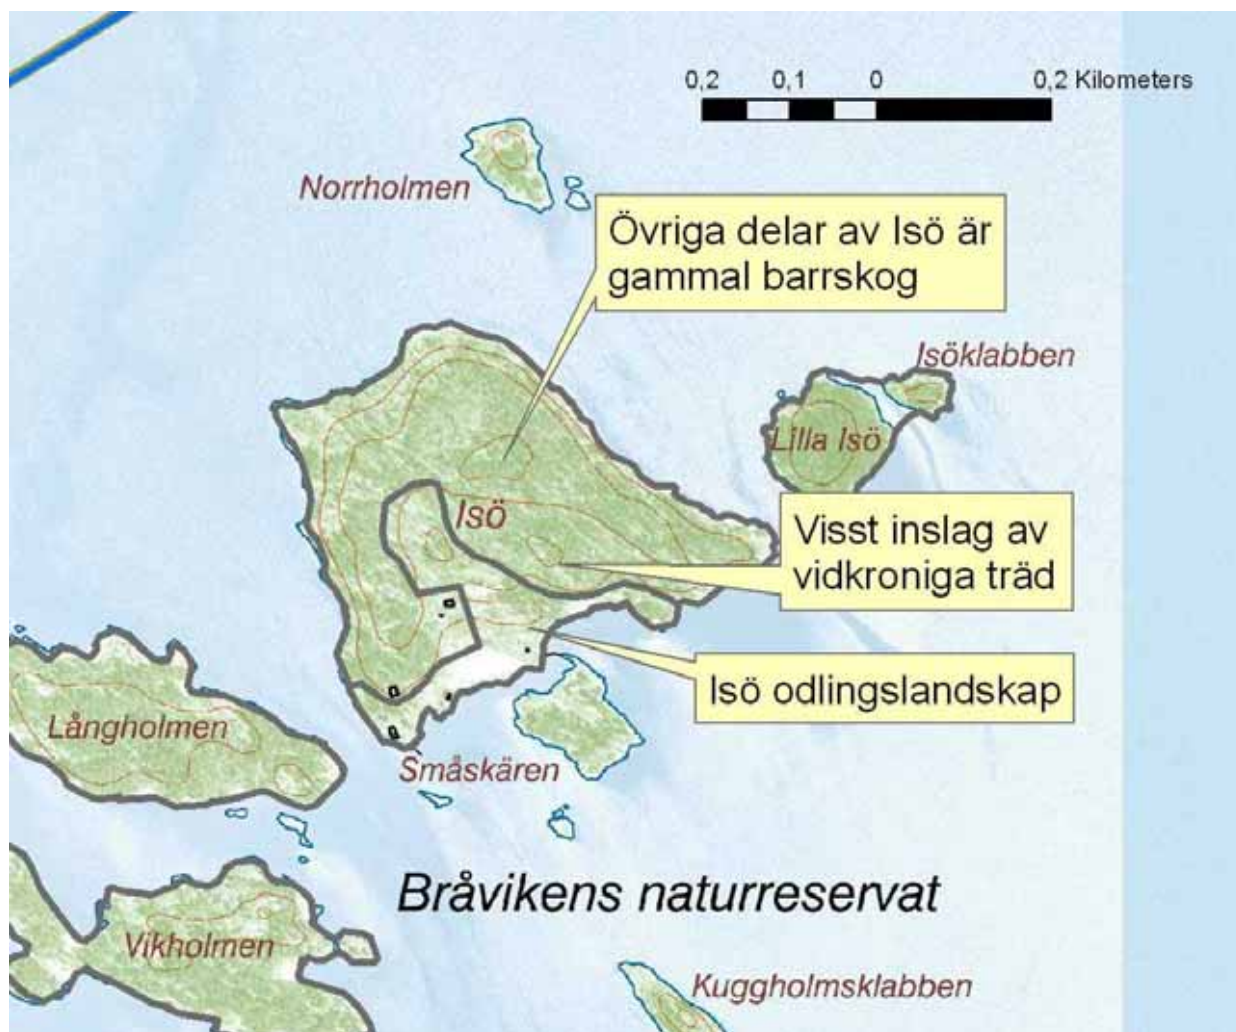 0,2 0,1 0 0,2 Kilometers
Norrholmen
Övriga delar av Isö är
gammal barrskog
Isöklabben
Lilla Isö
Isö
Visst inslag av
vidkroniga träd
Isö odlingslandskap
Långholmen
Småskären
Bråvikens naturreservat
Vikholmen
Kuggholmsklabben